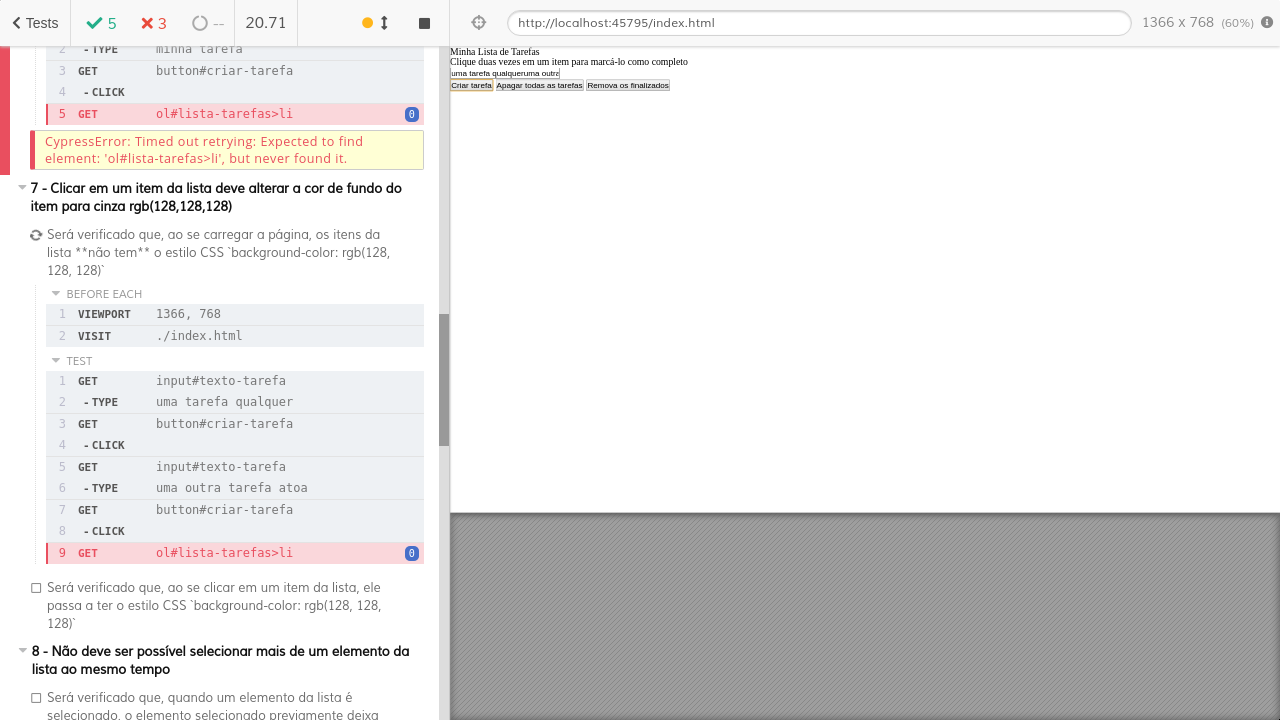 Tests
5
3
--
20.71
http://localhost:45795/index.html
1366 x 768 (60%)
2 -TYPE minha tarefa
3 GET button#criar-tarefa
4 -CLICK
5 GET ol#lista-tarefas>li 0
CypressError: Timed out retrying: Expected to find
element: 'ol#lista-tarefas>li', but never found it.
7 - Clicar em um item da lista deve alterar a cor de fundo do
item para cinza rgb(128,128,128)
Será verificado que, ao se carregar a página, os itens da
lista **não tem** o estilo CSS `background-color: rgb(128,
128, 128)`
BEFORE EACH
1 VIEWPORT 1366, 768
2 VISIT ./index.html
TEST
1 GET input#texto-tarefa
2 -TYPE uma tarefa qualquer
3 GET button#criar-tarefa
4 -CLICK
5 GET input#texto-tarefa
6 -TYPE uma outra tarefa atoa
7 GET button#criar-tarefa
8 -CLICK
9 GET ol#lista-tarefas>li 0
Será verificado que, ao se clicar em um item da lista, ele
passa a ter o estilo CSS `background-color: rgb(128, 128,
128)`
8 - Não deve ser possível selecionar mais de um elemento da
lista ao mesmo tempo
Será verificado que, quando um elemento da lista é
selecionado, o elemento selecionado previamente deixa
Minha Lista de Tarefas
Clique duas vezes em um item para marcá-lo como completo
uma tarefa qualqueruma outra
Criar tarefa Apagar todas as tarefas Remova os finalizados